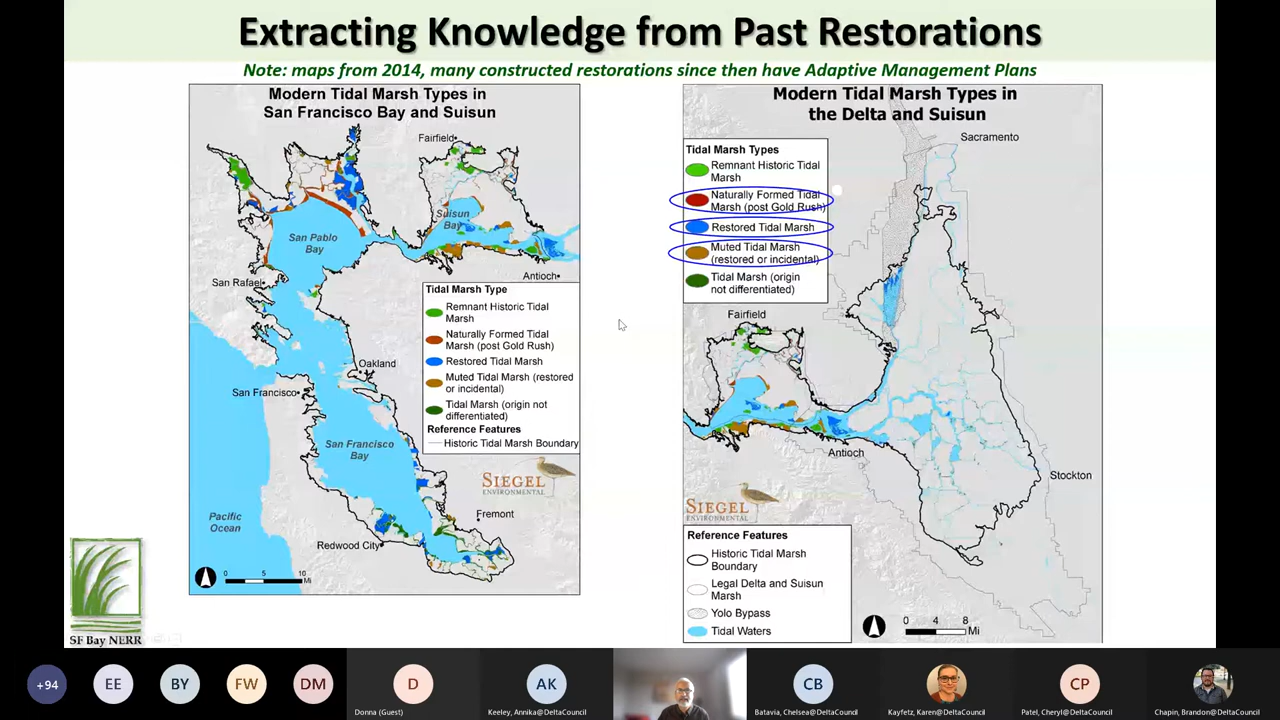 Extracting Knowledge from Past Restorations
Note: maps from 2014, many constructed restorations since then have Adaptive Management Plans
Modern Tidal Marsh Types in
San Francisco Bay and Suisun
Fairfield
Suisun
Bay
San Pablo
Bay
Antioch
San Rafael
Tidal Marsh Type
Remnant Historic Tidal
Marsh
Naturally Formed Tidal
Marsh (post Gold Rush)
Restored Tidal Marsh
Muted Tidal Marsh (restored
or incidental)
Tidal Marsh (origin not
differentiated)
Reference Features
Historic Tidal Marsh Boundary
Oakland
San Francisco
San Francisco
Bay
SIEGEL
ENVIRONMENTAL
Pacific
Ocean
Fremont
Redwood City
0 5 10
Mi
Modern Tidal Marsh Types in
the Delta and Suisun
Sacramento
Tidal Marsh Types
Remnant Historic Tidal
Marsh
Naturally Formed Tidal
Marsh (post Gold Rush)
Restored Tidal Marsh
Muted Tidal Marsh
(restored or incidental)
Tidal Marsh (origin
not differentiated)
Fairfield
Antioch
Stockton
SIEGEL
ENVIRONMENTAL
Reference Features
Historic Tidal Marsh
Boundary
Legal Delta and Suisun
Marsh
Yolo Bypass
Tidal Waters
0 4 8
Mi
SF Bay NERR
+94
EE
BY
FW
DM
D
Donna (Guest)
AK
Keeley, Annika@DeltaCouncil
CB
Batavia, Chelsea@DeltaCouncil
Kayfetz, Karen@DeltaCouncil
CP
Patel, Cheryl@DeltaCouncil
Chapin, Brandon@DeltaCouncil